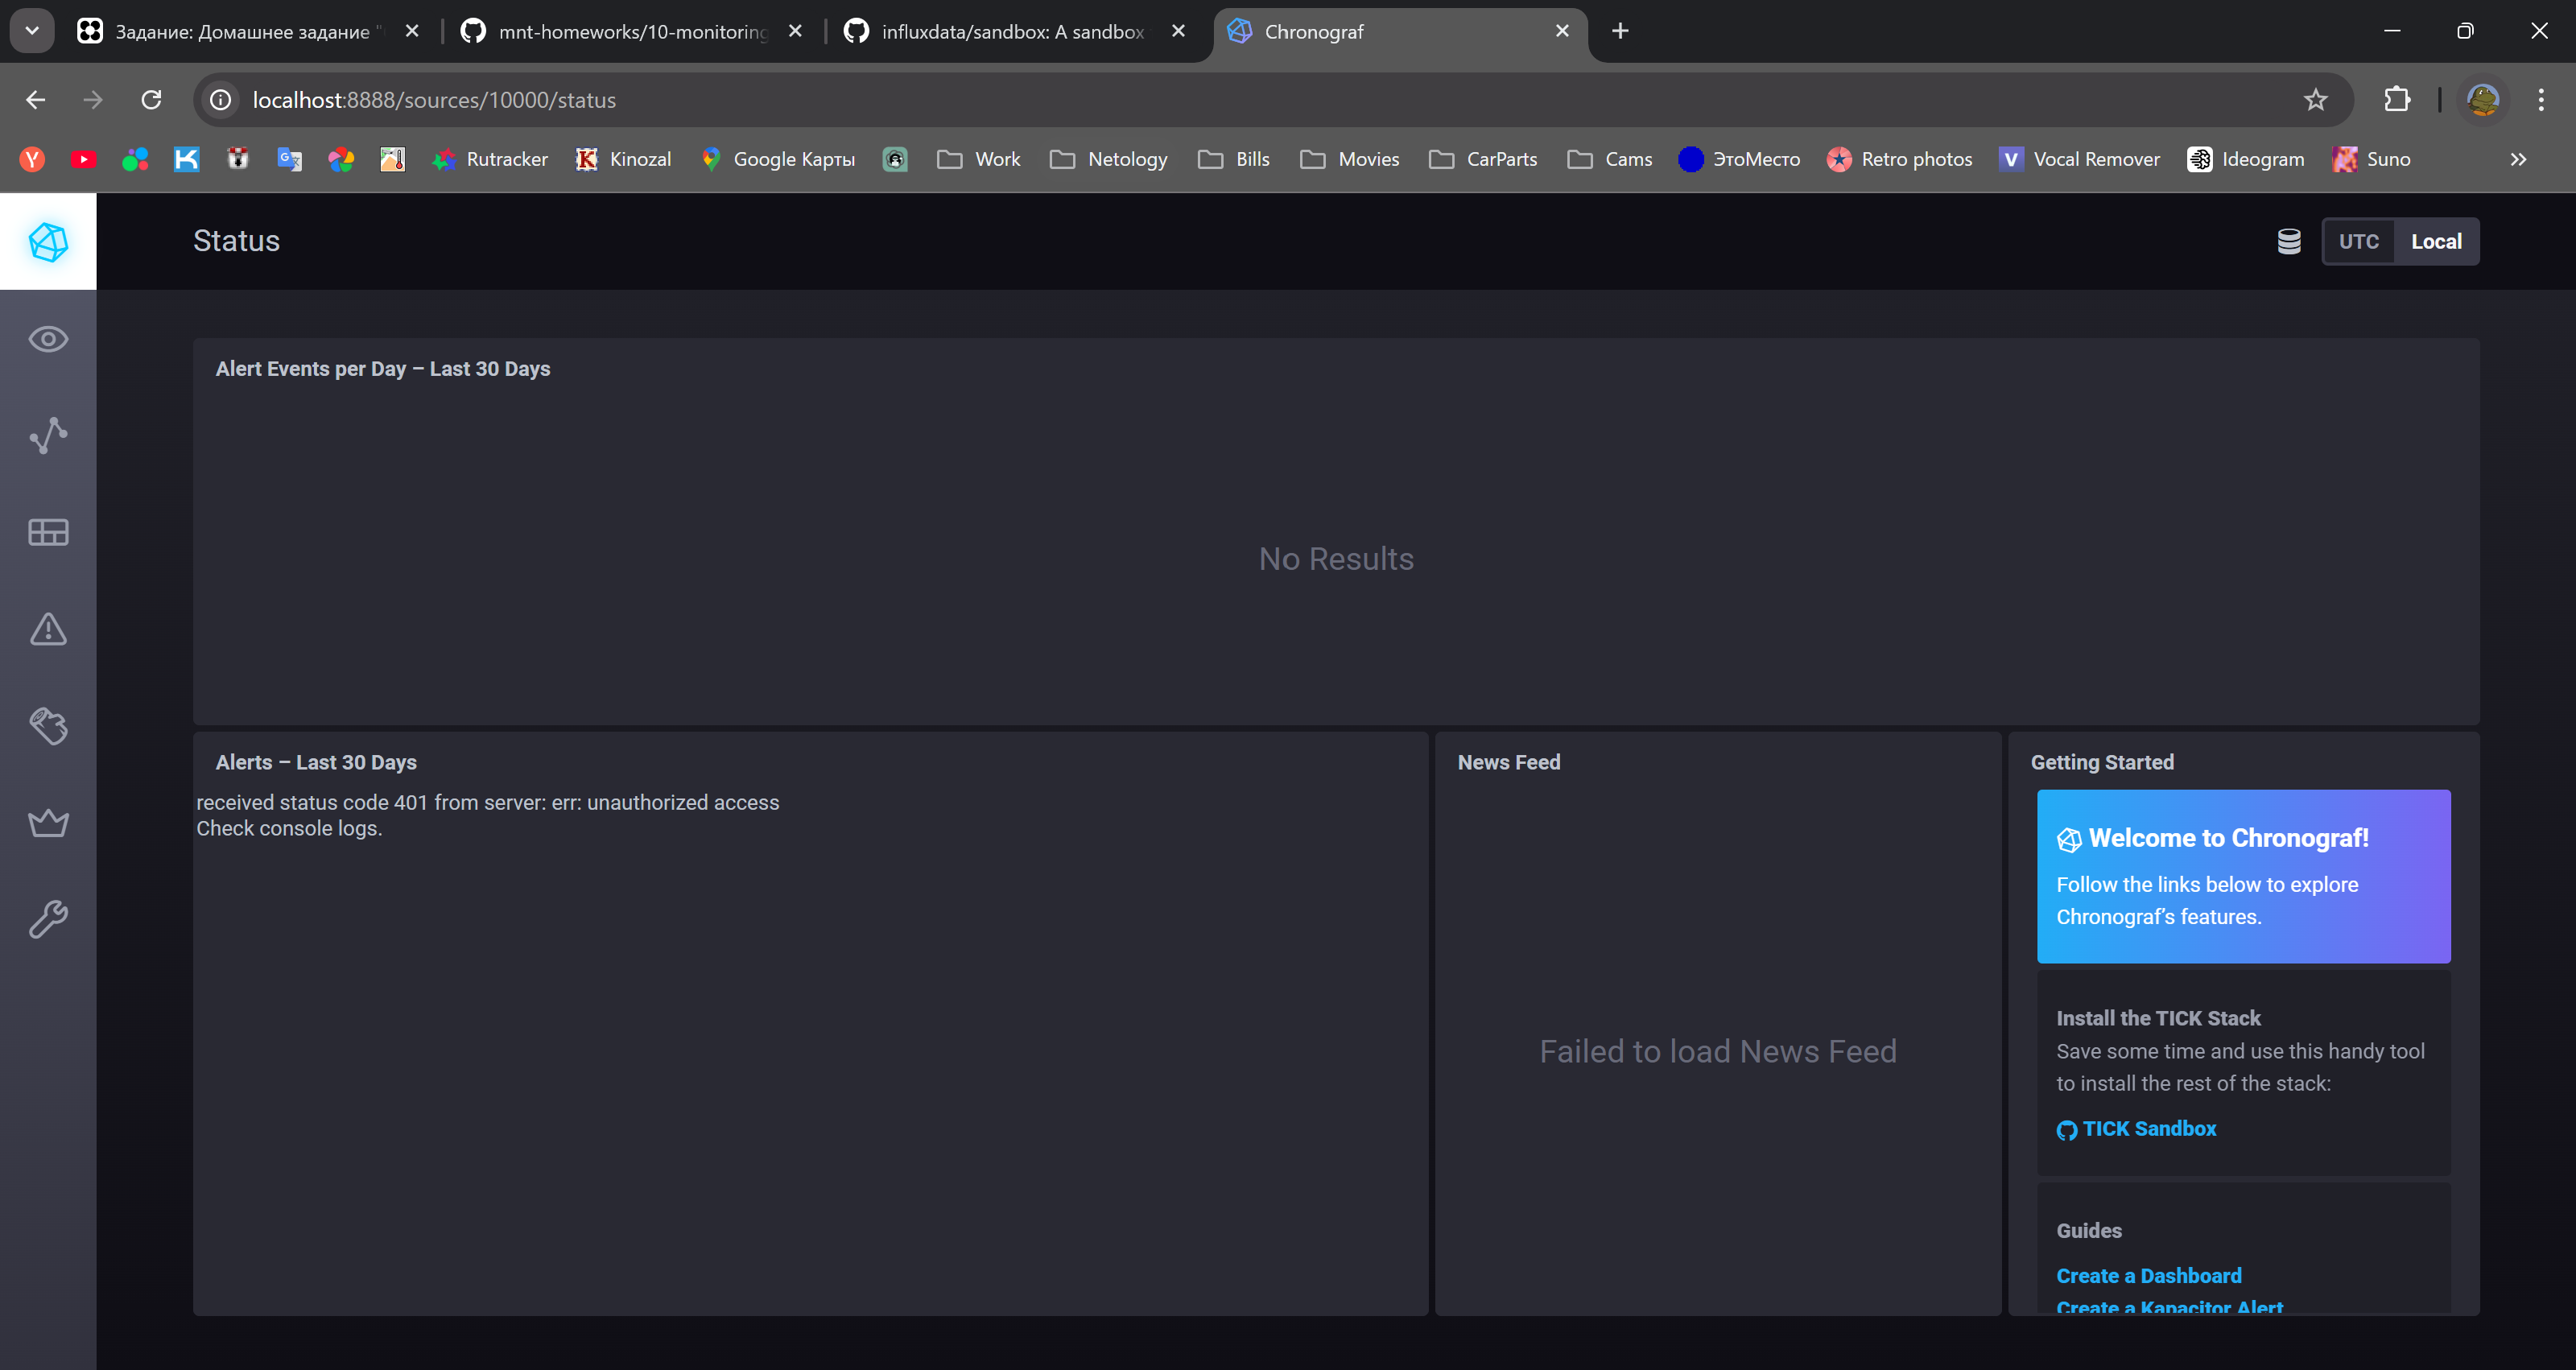 Задание: Домашнее задание "
mnt-homeworks/10-monitoring
influxdata/sandbox: A sandbox
Chronograf
localhost:8888/sources/10000/status
Rutracker
Kinozal
Google Карты
Work
Netology
Bills
Movies
CarParts
Cams
ЭтоМесто
Retro photos
Vocal Remover
Ideogram
Suno
Status
UTC
Local
Alert Events per Day – Last 30 Days
No Results
Alerts – Last 30 Days
received status code 401 from server: err: unauthorized access
Check console logs.
News Feed
Failed to load News Feed
Getting Started
Welcome to Chronograf!
Follow the links below to explore
Chronograf's features.
Install the TICK Stack
Save some time and use this handy tool
to install the rest of the stack:
TICK Sandbox
Guides
Create a Dashboard
Create a Kapacitor Alert